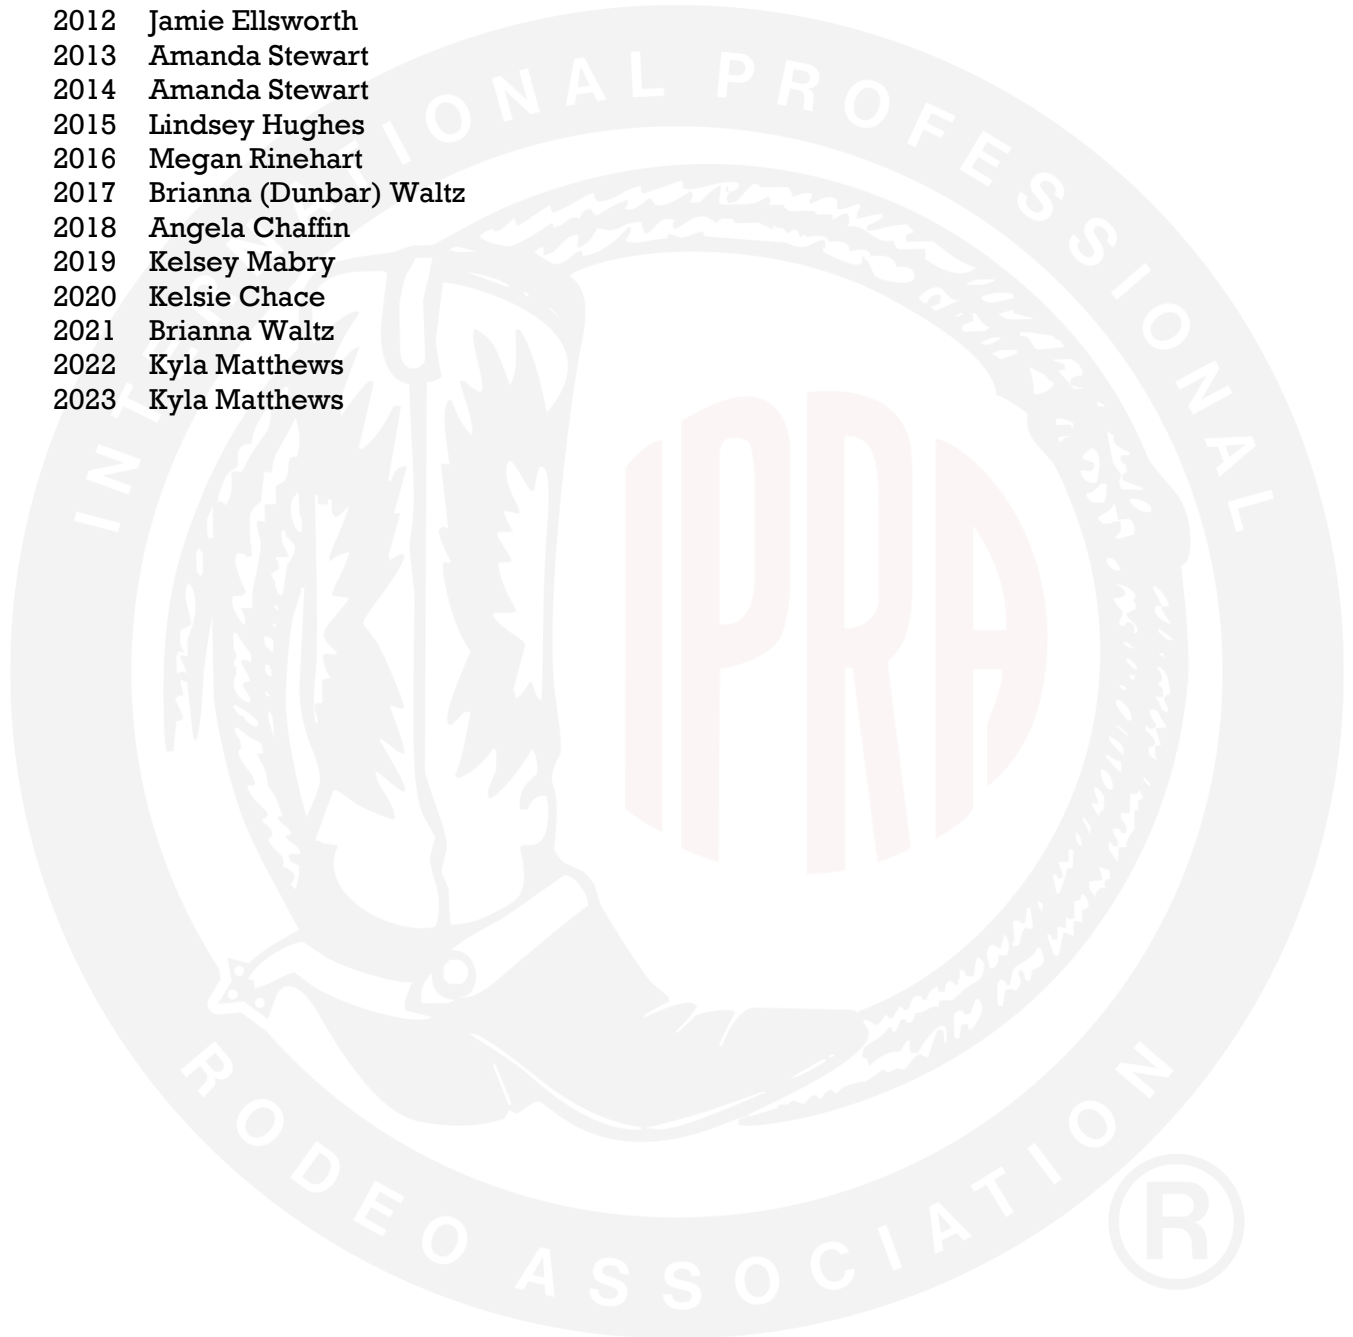 2012 Jamie Ellsworth
2013 Amanda Stewart
2014 Amanda Stewart
2015 Lindsey Hughes
2016 Megan Rinehart
2017 Brianna (Dunbar) Waltz
2018 Angela Chaffin
2019 Kelsey Mabry
2020 Kelsie Chace
2021 Brianna Waltz
2022 Kyla Matthews
2023 Kyla Matthews
INTERNATIONAL PROFESSIONAL
IPRA
RODEO ASSOCIATION
®